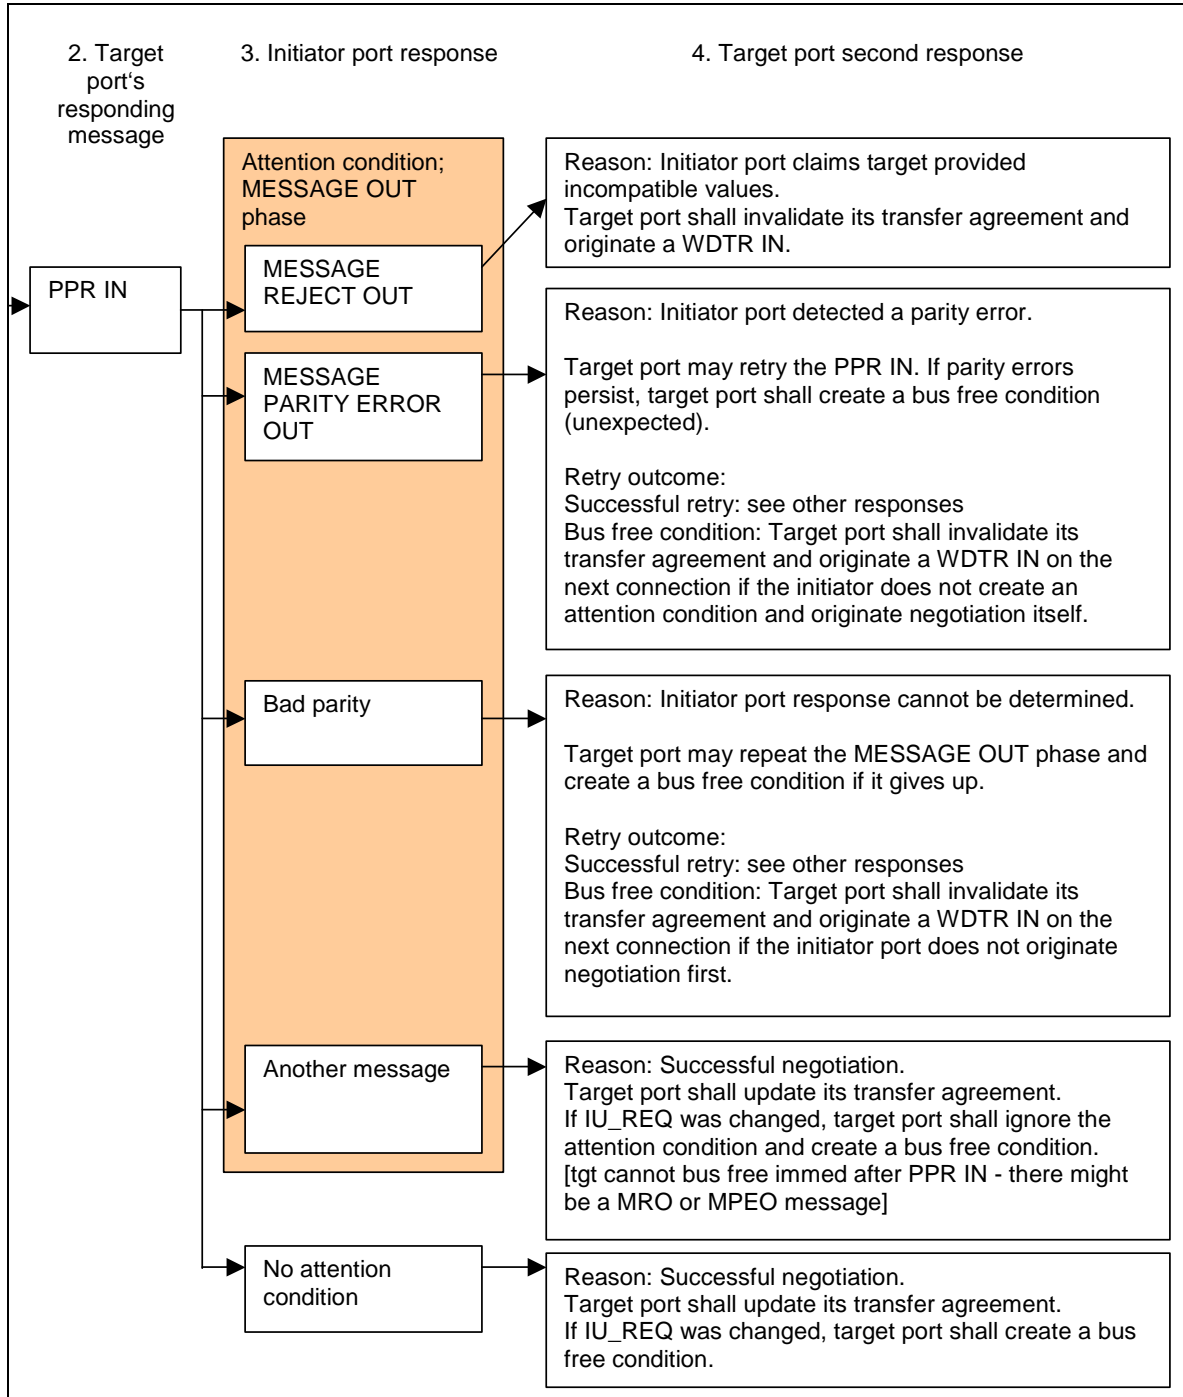 2. Target
port‘s
responding
message
3. Initiator port response
4. Target port second response
PPR IN
Attention condition;
MESSAGE OUT
phase
MESSAGE
REJECT OUT
Reason: Initiator port claims target provided
incompatible values.
Target port shall invalidate its transfer agreement and
originate a WDTR IN.
MESSAGE
PARITY ERROR
OUT
Reason: Initiator port detected a parity error.
Target port may retry the PPR IN. If parity errors
persist, target port shall create a bus free condition
(unexpected).
Retry outcome:
Successful retry: see other responses
Bus free condition: Target port shall invalidate its
transfer agreement and originate a WDTR IN on the
next connection if the initiator does not create an
attention condition and originate negotiation itself.
Bad parity
Reason: Initiator port response cannot be determined.
Target port may repeat the MESSAGE OUT phase and
create a bus free condition if it gives up.
Retry outcome:
Successful retry: see other responses
Bus free condition: Target port shall invalidate its
transfer agreement and originate a WDTR IN on the
next connection if the initiator port does not originate
negotiation first.
Another message
Reason: Successful negotiation.
Target port shall update its transfer agreement.
If IU_REQ was changed, target port shall ignore the
attention condition and create a bus free condition.
[tgt cannot bus free immed after PPR IN - there might
be a MRO or MPEO message]
No attention
condition
Reason: Successful negotiation.
Target port shall update its transfer agreement.
If IU_REQ was changed, target port shall create a bus
free condition.